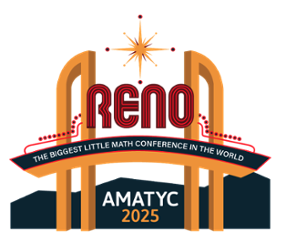 RENO
THE BIGGEST LITTLE MATH CONFERENCE IN THE WORLD
AMATYC
2025